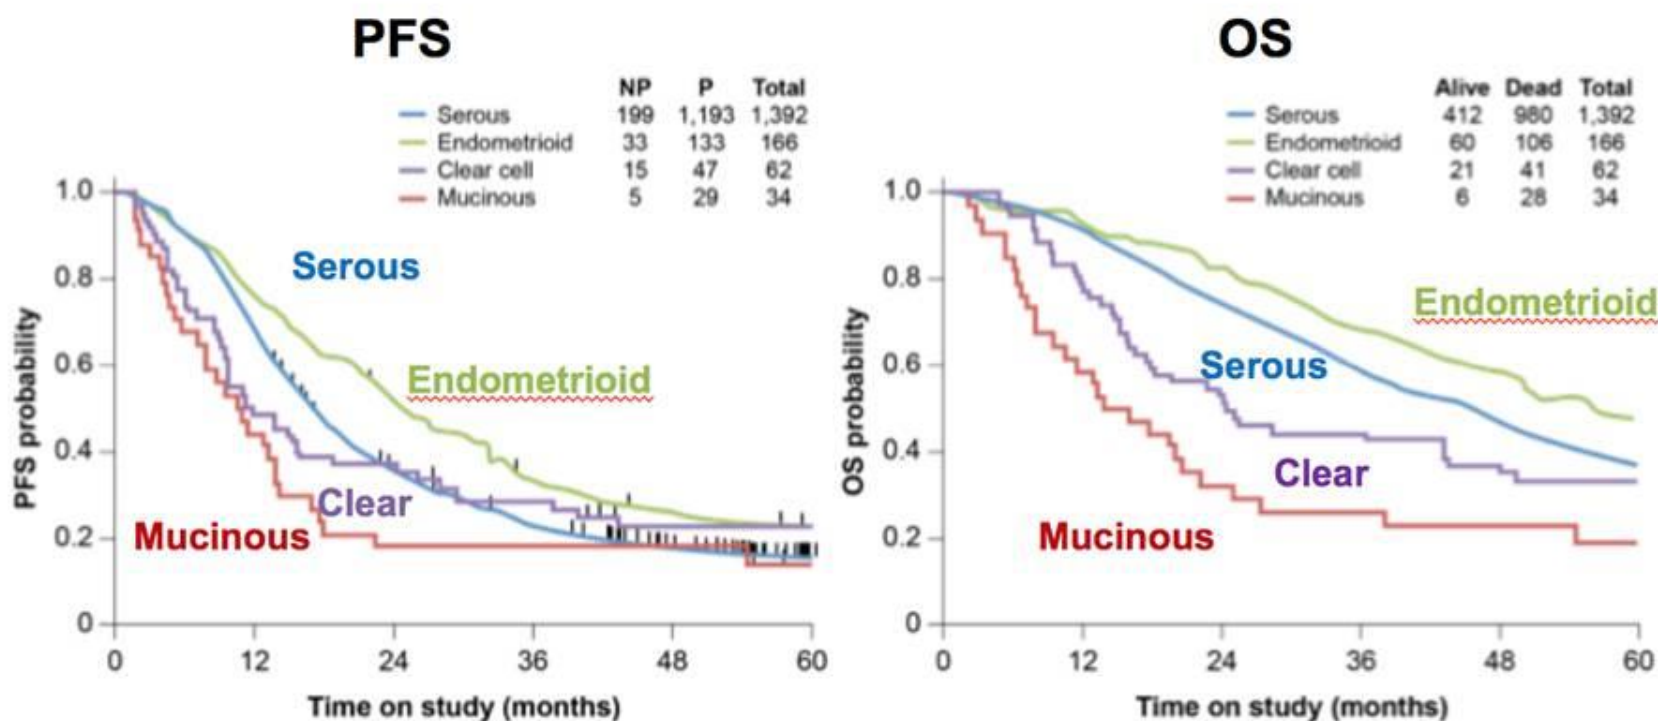 PFS
NP P Total
Serous 199 1,193 1,392
Endometrioid 33 133 166
Clear cell 15 47 62
Mucinous 5 29 34
1.0
0.8
0.6
0.4
0.2
0
Serous
Endometrioid
Clear
Mucinous
PFS probability
0 12 24 36 48 60
Time on study (months)
OS
Alive Dead Total
Serous 412 980 1,392
Endometrioid 60 106 166
Clear cell 21 41 62
Mucinous 6 28 34
1.0
0.8
0.6
0.4
0.2
0
Endometrioid
Serous
Clear
Mucinous
OS probability
0 12 24 36 48 60
Time on study (months)